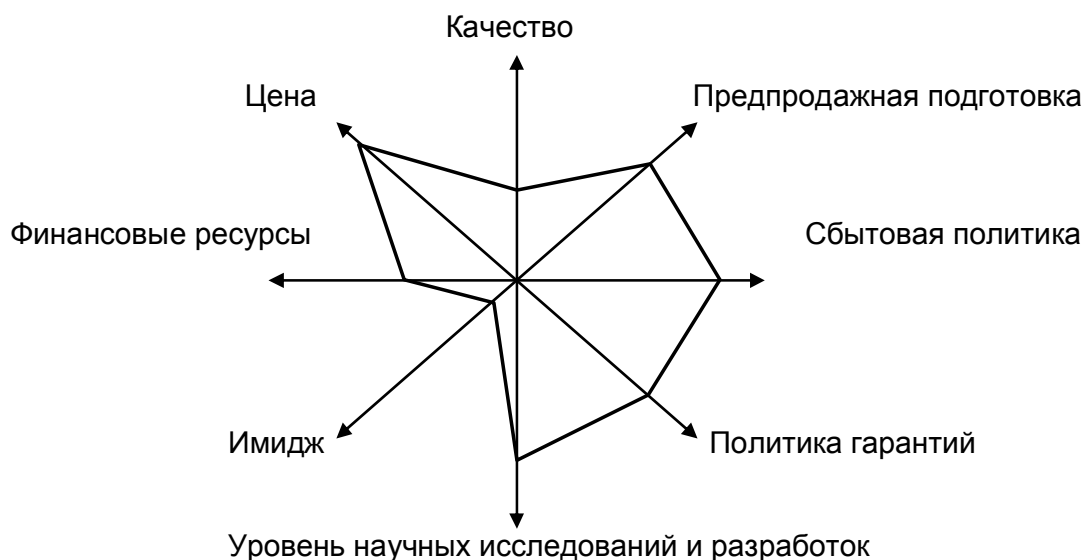 Качество
Цена
Предпродажная подготовка
Финансовые ресурсы
Сбытовая политика
Имидж
Политика гарантий
Уровень научных исследований и разработок